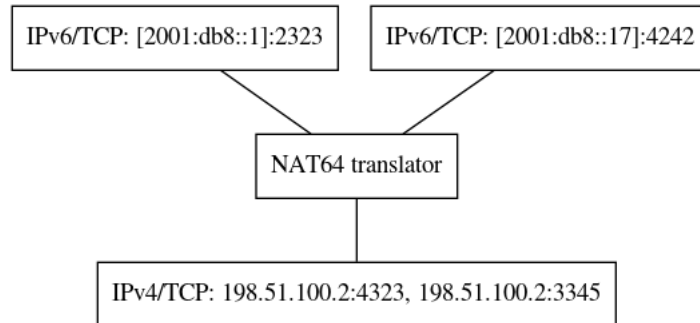 IPv6/TCP: [2001:db8::1]:2323
IPv6/TCP: [2001:db8::17]:4242
NAT64 translator
IPv4/TCP: 198.51.100.2:4323, 198.51.100.2:3345